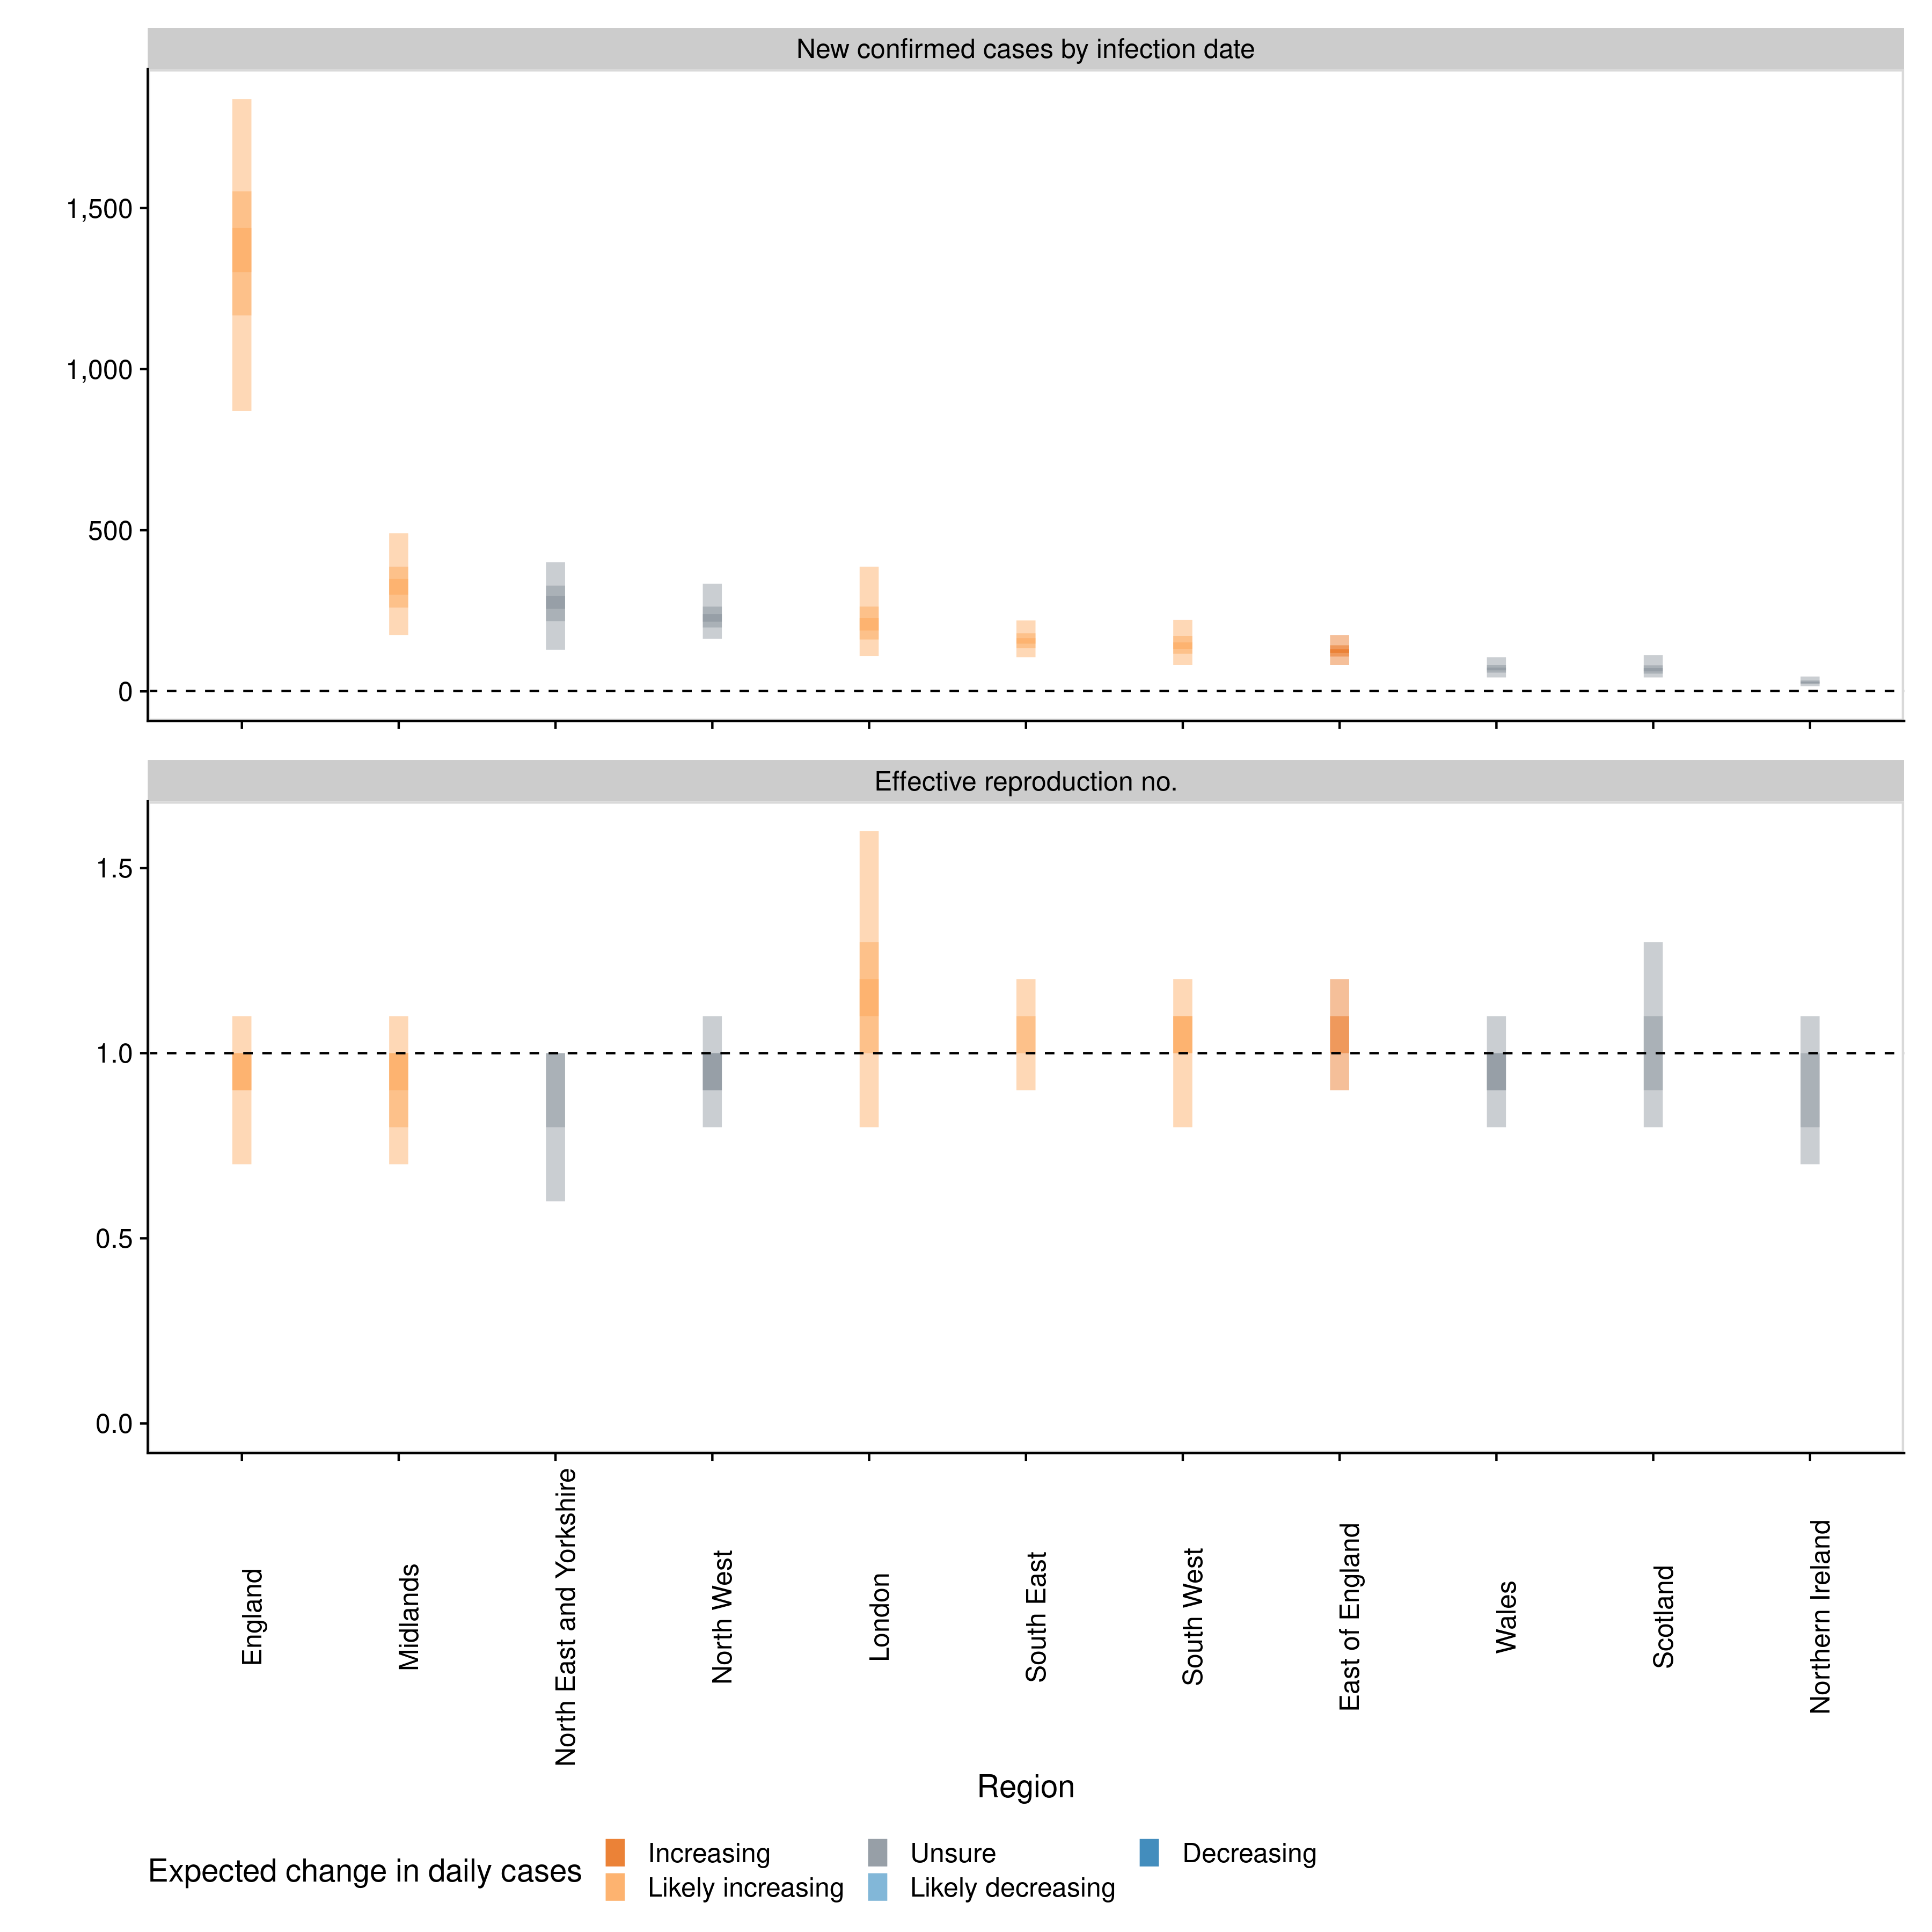 New confirmed cases by infection date
1,500
1,000
500
0
Effective reproduction no.
1.5
1.0
0.5
0.0
England
Midlands
North East and Yorkshire
North West
London
South East
South West
East of England
Wales
Scotland
Northern Ireland
Region
Expected change in daily cases
Increasing
Likely increasing
Unsure
Likely decreasing
Decreasing